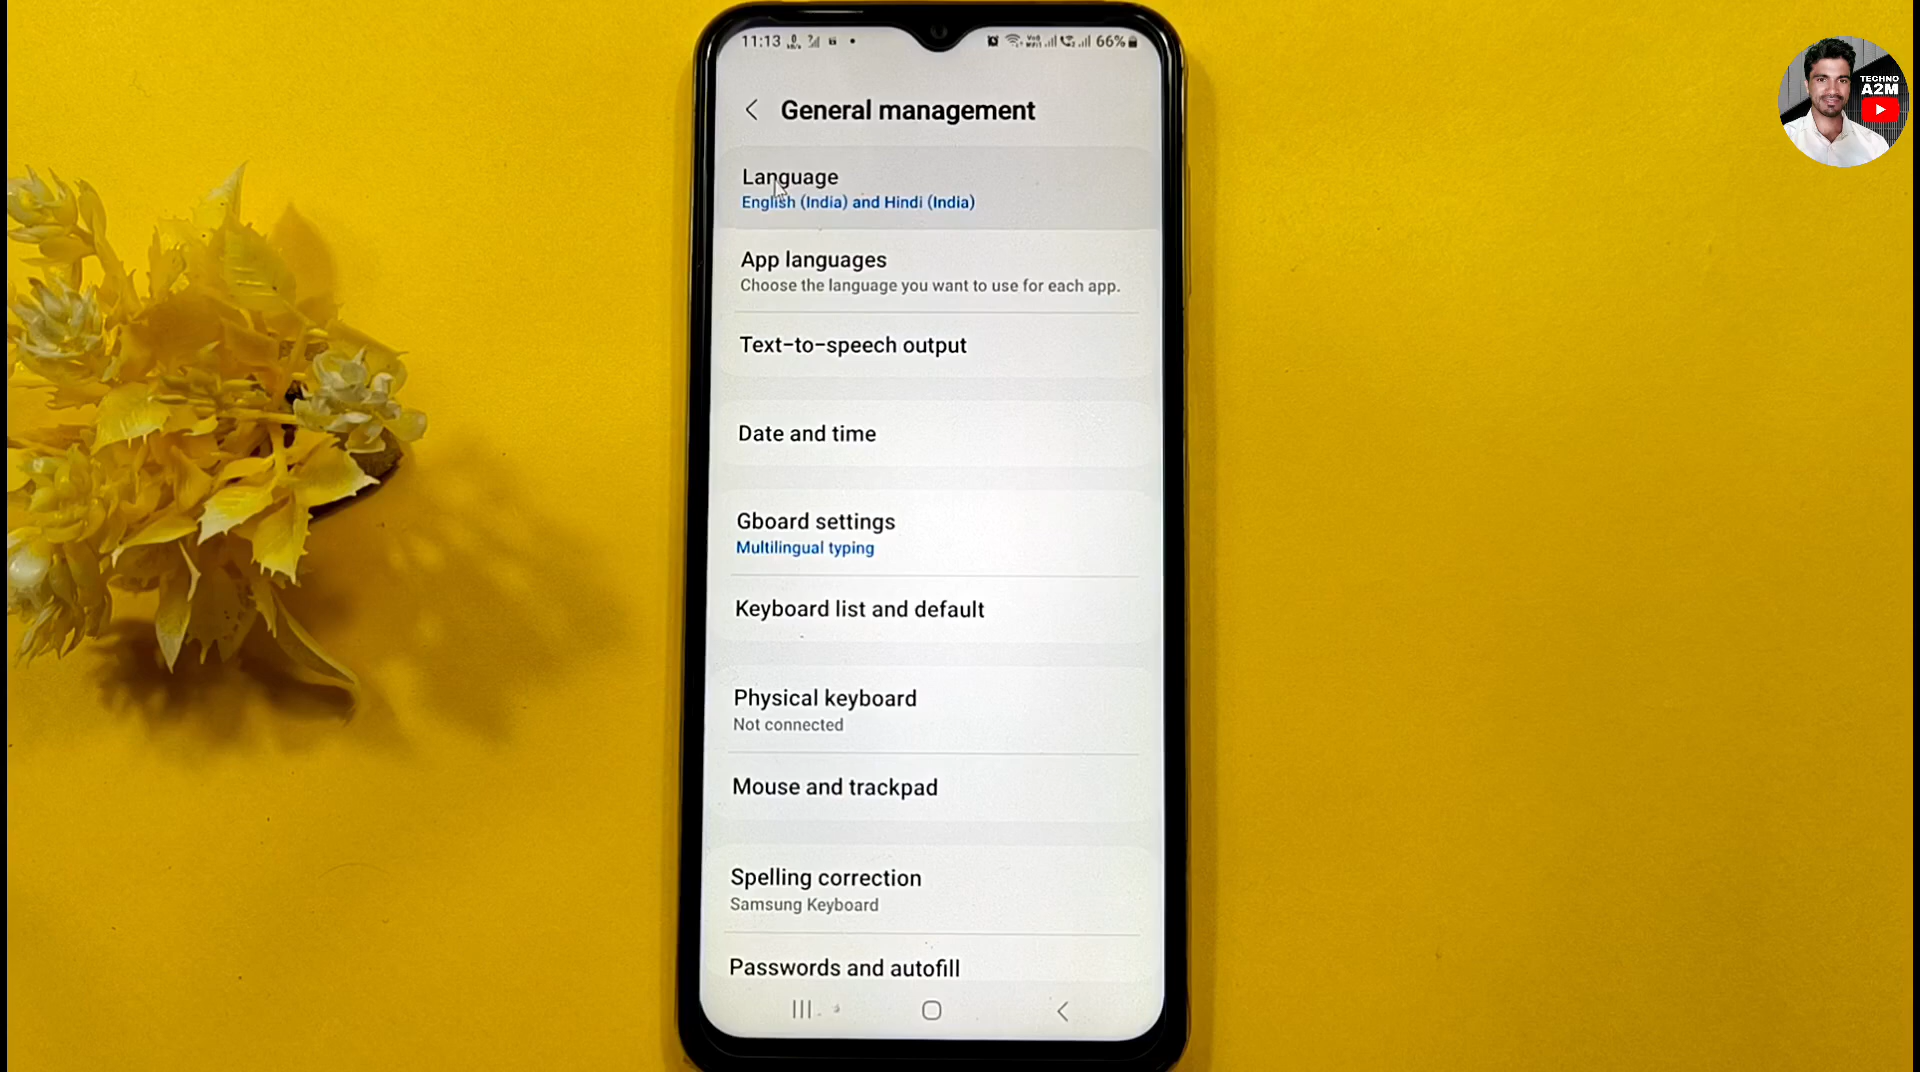 11:13
66%
TECHNO
A2M
General management
Language
English (India) and Hindi (India)
App languages
Choose the language you want to use for each app.
Text-to-speech output
Date and time
Gboard settings
Multilingual typing
Keyboard list and default
Physical keyboard
Not connected
Mouse and trackpad
Spelling correction
Samsung Keyboard
Passwords and autofill